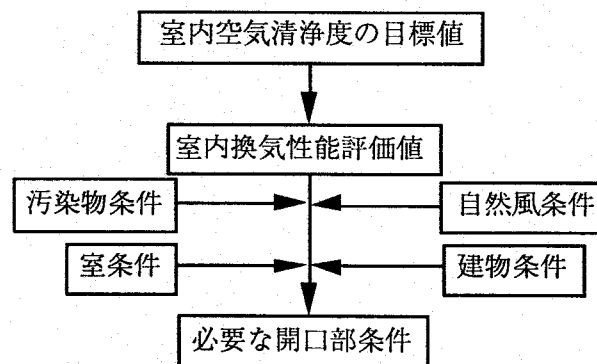 室内空気清浄度の目標値
室内換気性能評価値
汚染物条件
自然風条件
室条件
建物条件
必要な開口部条件